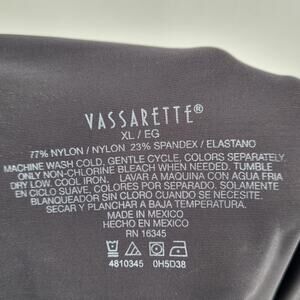 VASSARETTE®
XL / EG
77% NYLON / NYLON 23% SPANDEX / ELASTANO
MACHINE WASH COLD, GENTLE CYCLE, COLORS SEPARATELY.
ONLY NON-CHLORINE BLEACH WHEN NEEDED. TUMBLE
DRY LOW. COOL IRON. LAVAR A MAQUINA CON AGUA FRIA
EN CICLO SUAVE, COLORES SEPARADOS. SOLAMENTE
BLANQUEADOR SIN CLORO CUANDO SE NECESITE.
SECAR Y PLANCHAR A BAJA TEMPERATURA.
MADE IN MEXICO
HECHO EN MEXICO
RN 16345
4810345 0H5D38